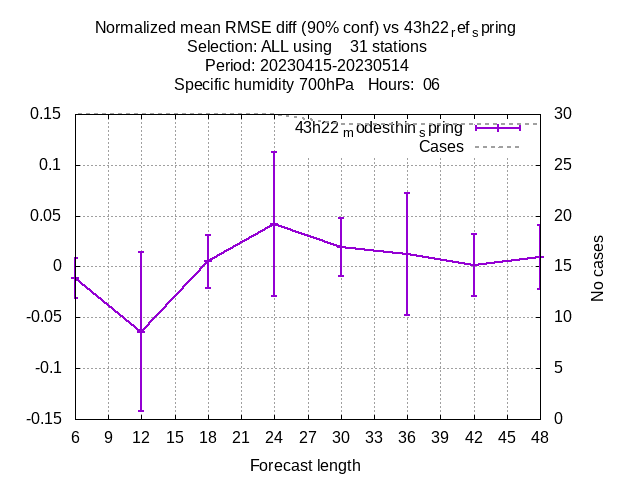 Normalized mean RMSE diff (90% conf) vs 43h22refspring
Selection: ALL using 31 stations
Period: 20230415-20230514
Specific humidity 700hPa Hours: 06
0.15 30
43h22modesthinspring
Cases
0.1 25
0.05 20
0 15
-0.05 10
-0.1 5
-0.15 0
No cases
6 9 12 15 18 21 24 27 30 33 36 39 42 45 48
Forecast length